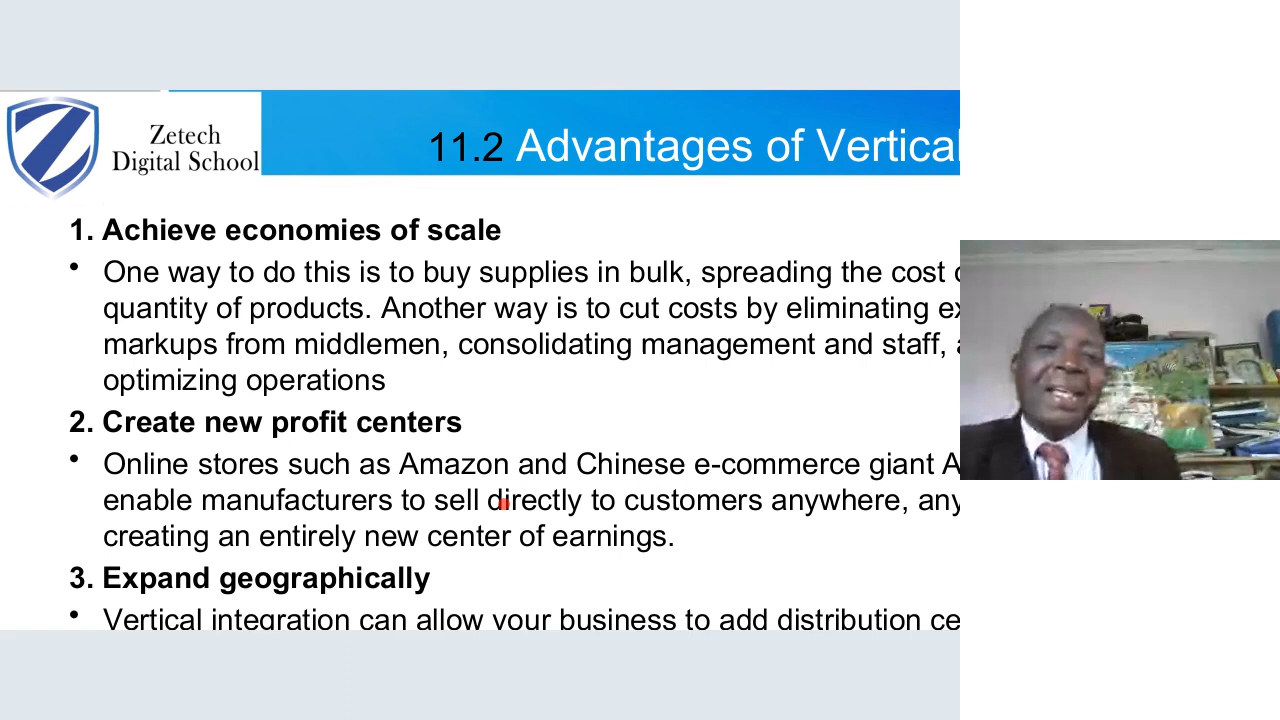 Zetech
Digital School
11.2 Advantages of Vertical
1. Achieve economies of scale
• One way to do this is to buy supplies in bulk, spreading the cost
quantity of products. Another way is to cut costs by eliminating
markups from middlemen, consolidating management and staff,
optimizing operations
2. Create new profit centers
• Online stores such as Amazon and Chinese e-commerce giant
enable manufacturers to sell directly to customers anywhere,
creating an entirely new center of earnings.
3. Expand geographically
• Vertical integration can allow your business to add distribution